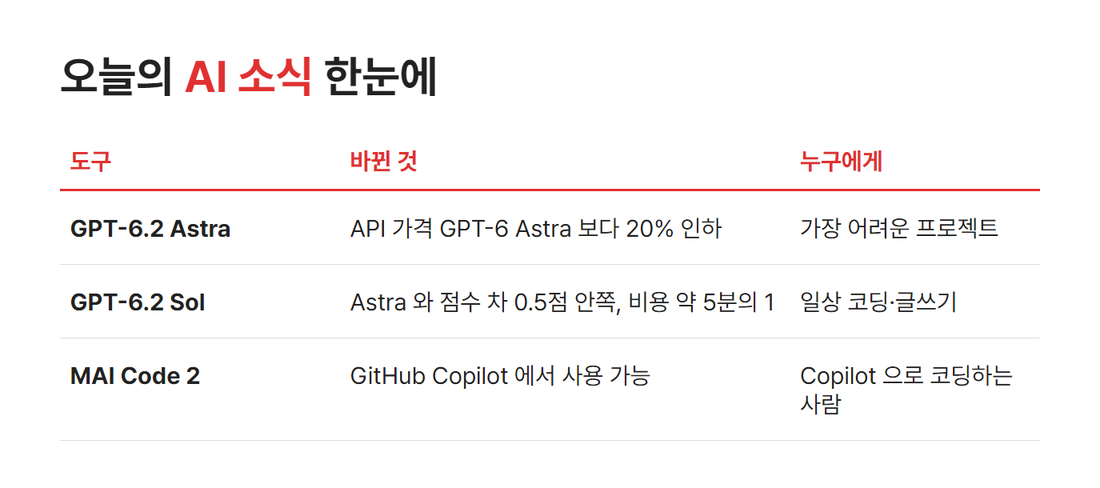 오늘의 AI 소식 한눈에
도구 바뀐 것 누구에게
GPT-6.2 Astra API 가격 GPT-6 Astra 보다 20% 인하 가장 어려운 프로젝트
GPT-6.2 Sol Astra 와 점수 차 0.5점 안쪽, 비용 약 5분의 1 일상 코딩·글쓰기
MAI Code 2 GitHub Copilot 에서 사용 가능 Copilot 으로 코딩하는
사람